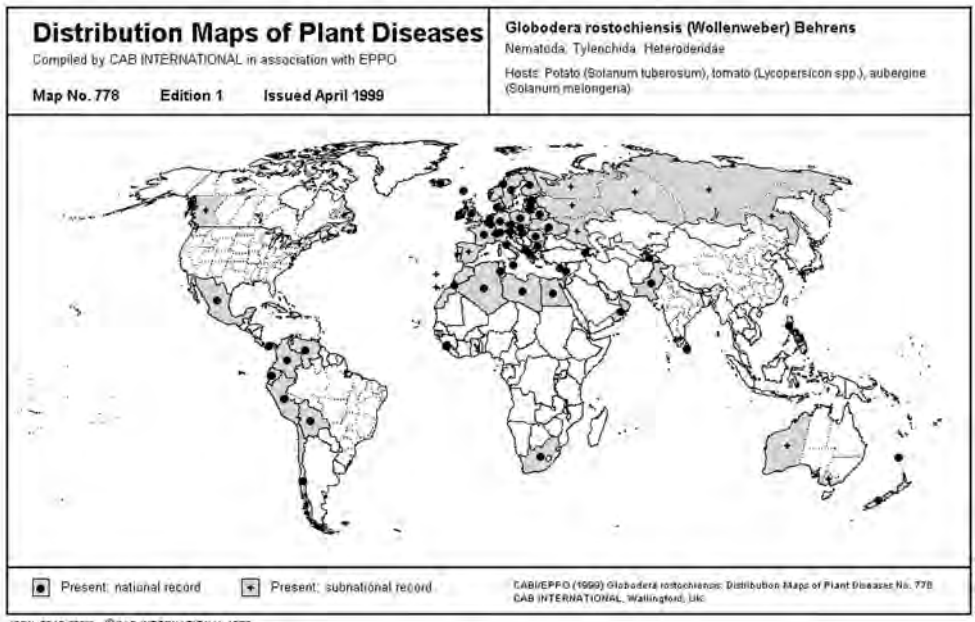 Distribution Maps of Plant Diseases
Compiled by CAB INTERNATIONAL in association with EPPO
Map No. 778 Edition 1 Issued April 1999
Globodera rostochiensis (Wollenweber) Behrens
Nematoda: Tylenchida: Heteroderidae
Hosts: Potato (Solanum tuberosum), tomato (Lycopersicon spp.), aubergine
(Solanum melongena)
Present: national record
Present: subnational record
CABI/EPPO (1999) Globodera rostochiensis. Distribution Maps of Plant Diseases No. 778
CAB INTERNATIONAL, Wallingford, UK.